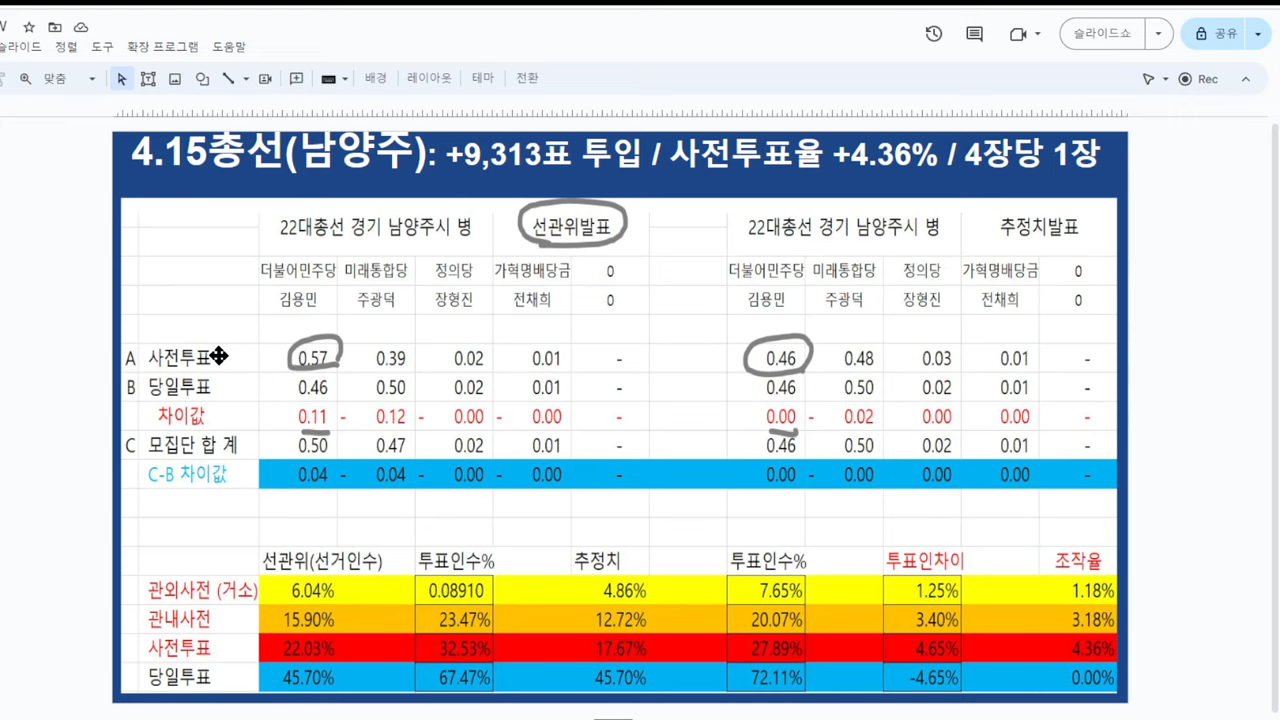 슬라이드 정렬 도구 확장 프로그램 도움말
슬라이드쇼
공유
맞춤
배경 레이아웃 테마 전환
Rec
4.15총선(남양주): +9,313표 투입 / 사전투표율 +4.36% / 4장당 1장
22대총선 경기 남양주시 병 선관위발표 22대총선 경기 남양주시 병 추정치발표
더불어민주당 미래통합당 정의당 가혁명배당금 0 더불어민주당 미래통합당 정의당 가혁명배당금 0
김용민 주광덕 장형진 전채희 0 김용민 주광덕 장형진 전채희 0
A 사전투표 0.57 0.39 0.02 0.01 - 0.46 0.48 0.03 0.01 -
B 당일투표 0.46 0.50 0.02 0.01 - 0.46 0.50 0.02 0.01 -
차이값 0.11 - 0.12 - 0.00 - 0.00 - 0.00 - 0.02 0.00 0.00 -
C 모집단 합 계 0.50 0.47 0.02 0.01 - 0.46 0.50 0.02 0.01 -
C-B 차이값 0.04 - 0.04 - 0.00 - 0.00 - 0.00 - 0.00 0.00 0.00 -
선관위(선거인수) 투표인수% 추정치 투표인수% 투표인차이 조작율
관외사전 (거소) 6.04% 0.08910 4.86% 7.65% 1.25% 1.18%
관내사전 15.90% 23.47% 12.72% 20.07% 3.40% 3.18%
사전투표 22.03% 32.53% 17.67% 27.89% 4.65% 4.36%
당일투표 45.70% 67.47% 45.70% 72.11% -4.65% 0.00%